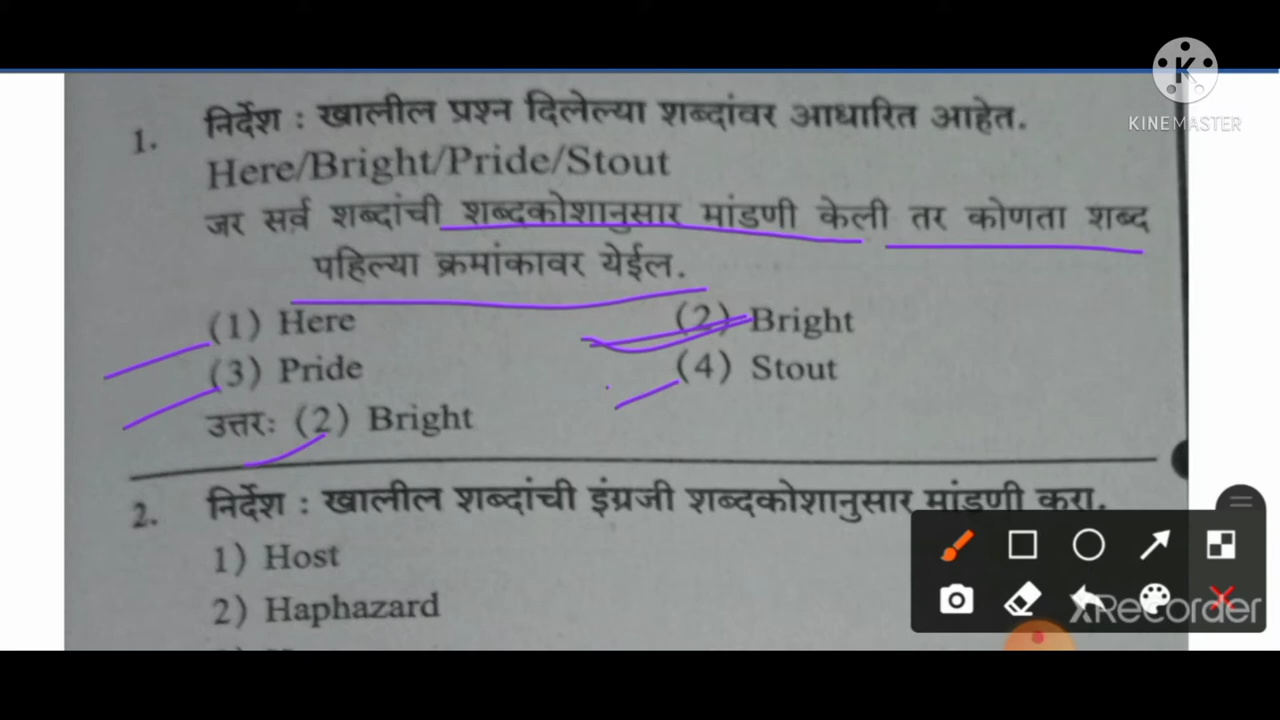 KINEMASTER
1. निर्देश : खालील प्रश्न दिलेल्या शब्दांवर आधारित आहेत.
Here/Bright/Pride/Stout
जर सर्व शब्दांची शब्दकोशानुसार मांडणी केली तर कोणता शब्द
पहिल्या क्रमांकावर येईल.
(1) Here (2) Bright
(3) Pride (4) Stout
उत्तरः (2) Bright
2. निर्देश : खालील शब्दांची इंग्रजी शब्दकोशानुसार मांडणी करा.
1) Host
2) Haphazard
XRecorder